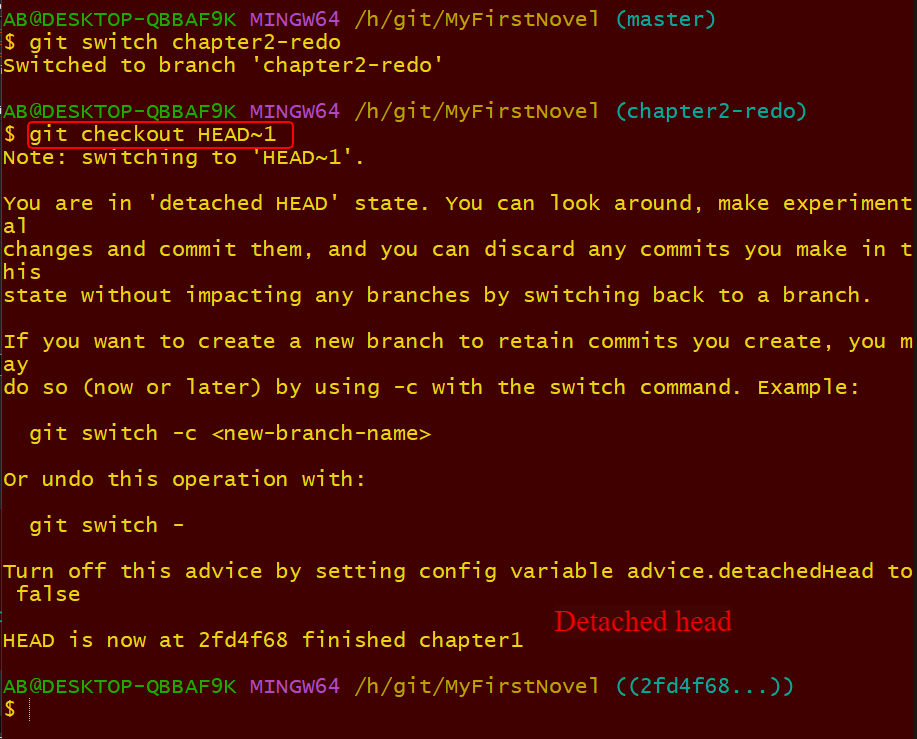 AB@DESKTOP-QBBAF9K MINGW64 /h/git/MyFirstNovel (master)
$ git switch chapter2-redo
Switched to branch 'chapter2-redo'
AB@DESKTOP-QBBAF9K MINGW64 /h/git/MyFirstNovel (chapter2-redo)
$ git checkout HEAD~1
Note: switching to 'HEAD~1'.
You are in 'detached HEAD' state. You can look around, make experiment
al
changes and commit them, and you can discard any commits you make in t
his
state without impacting any branches by switching back to a branch.
If you want to create a new branch to retain commits you create, you m
ay
do so (now or later) by using -c with the switch command. Example:
git switch -c <new-branch-name>
Or undo this operation with:
git switch -
Turn off this advice by setting config variable advice.detachedHead to
false
HEAD is now at 2fd4f68 finished chapter1
Detached head
AB@DESKTOP-QBBAF9K MINGW64 /h/git/MyFirstNovel ((2fd4f68...))
$